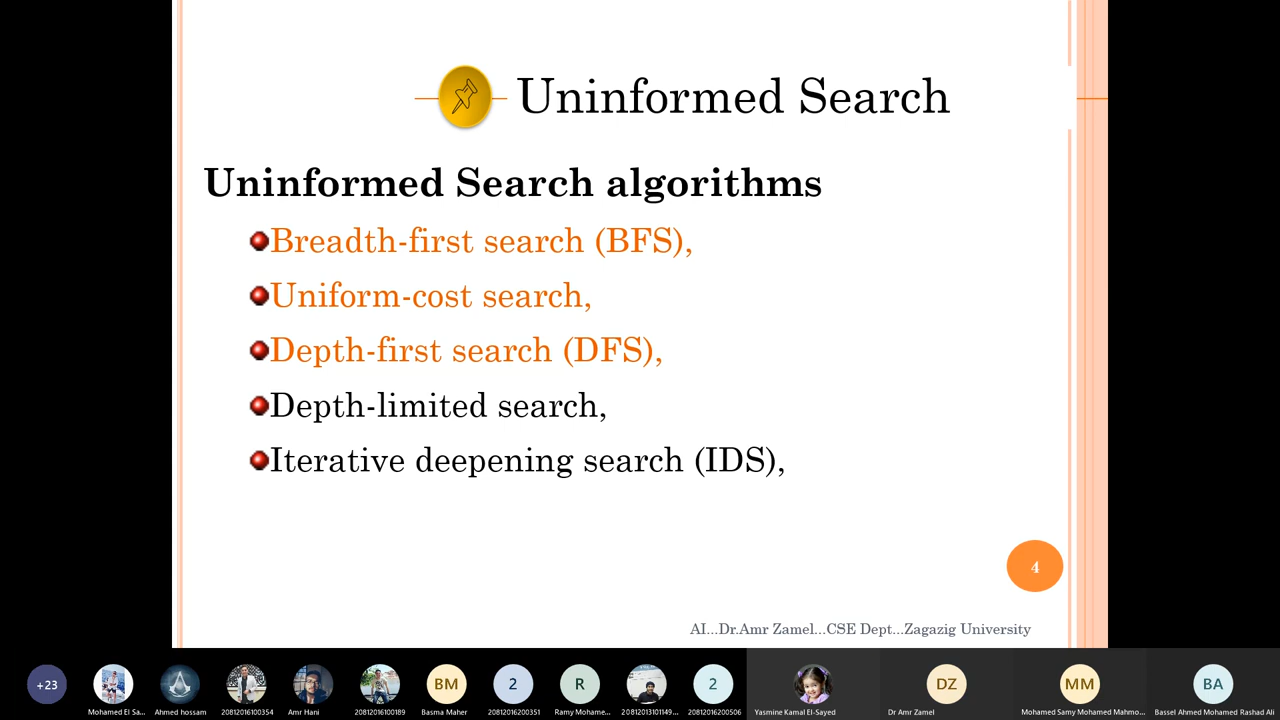 Uninformed Search
Uninformed Search algorithms
Breadth-first search (BFS),
Uniform-cost search,
Depth-first search (DFS),
Depth-limited search,
Iterative deepening search (IDS),
4
AI...Dr.Amr Zamel...CSE Dept...Zagazig University
+23
BM
2
R
2
DZ
MM
BA
Mohamed El Sa...
Ahmed hossam
20812016100354
Amr Hani
20812016100189
Basma Maher
20812016200351
Ramy Mohame...
20812013101149...
20812016200506
Yasmine Kamal El-Sayed
Dr Amr Zamel
Mohamed Samy Mohamed Mahmo...
Bassel Ahmed Mohamed Rashad Ali